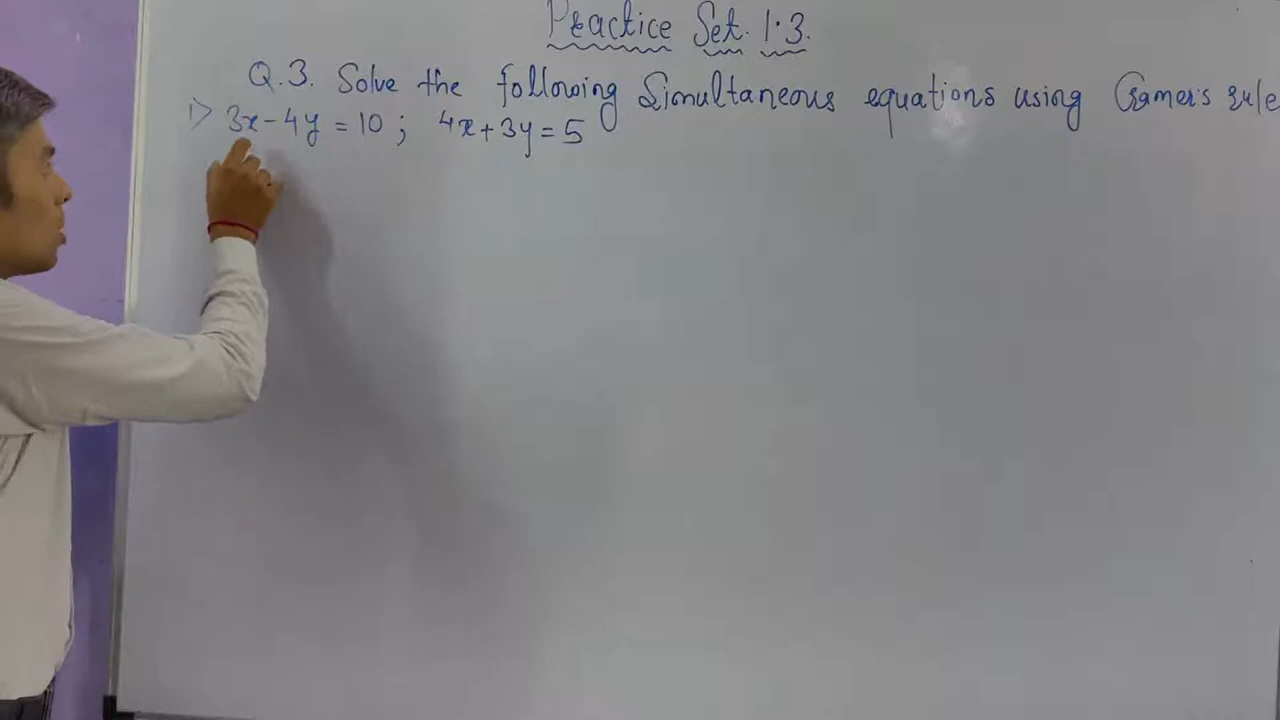 Practice Set. 1.3.
Q.3. Solve the following Simultaneous equations using Cramer's rule
1> 3x - 4y = 10 ; 4x + 3y = 5